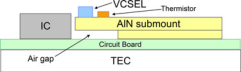 VCSEL
Thermistor
IC
AlN submount
Circuit Board
Air gap
TEC